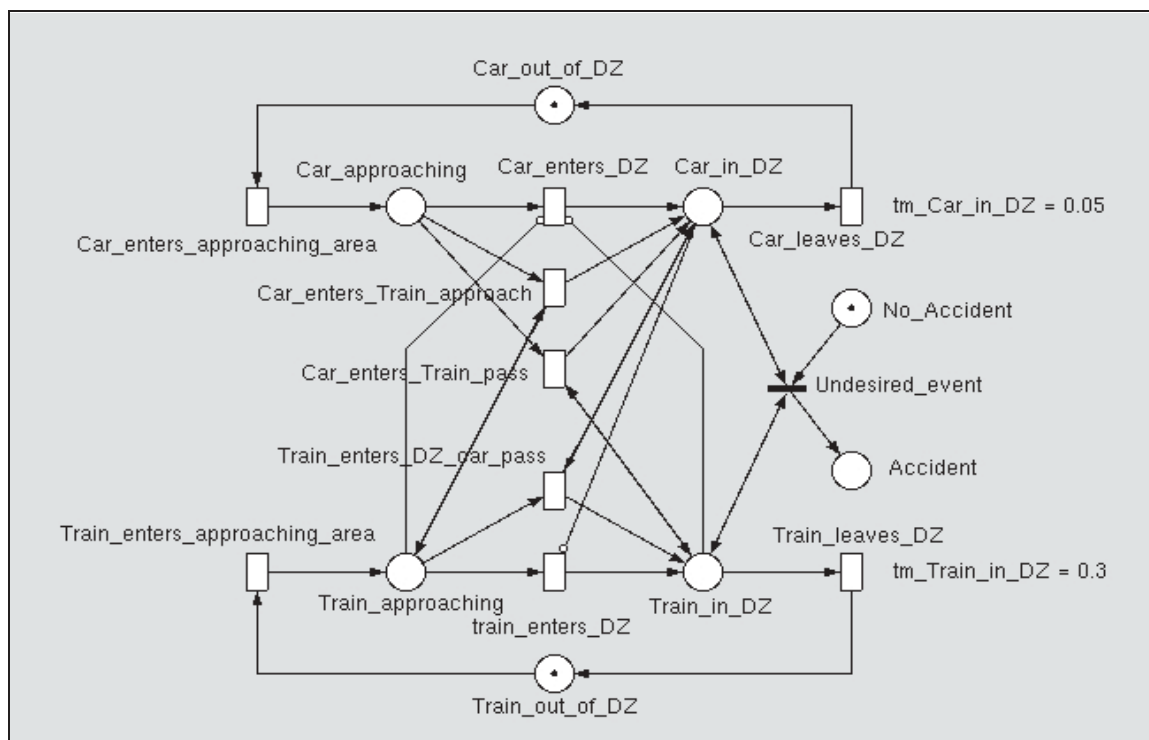 Car_out_of_DZ
Car_approaching
Car_enters_DZ
Car_in_DZ
Car_enters_approaching_area
Car_leaves_DZ
tm_Car_in_DZ = 0.05
Car_enters_Train_approach
No_Accident
Car_enters_Train_pass
Undesired_event
Train_enters_DZ_car_pass
Accident
Train_enters_approaching_area
Train_leaves_DZ
tm_Train_in_DZ = 0.3
Train_approaching
train_enters_DZ
Train_in_DZ
Train_out_of_DZ